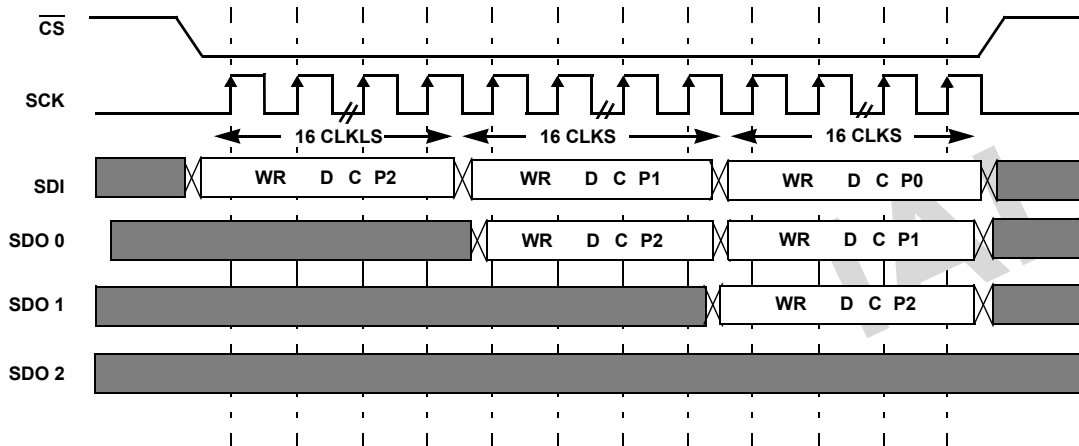 CS
SCK
16 CLKLS 16 CLKS 16 CLKS
SDI WR D C P2 WR D C P1 WR D C P0
SDO 0 WR D C P2 WR D C P1
SDO 1 WR D C P2
SDO 2